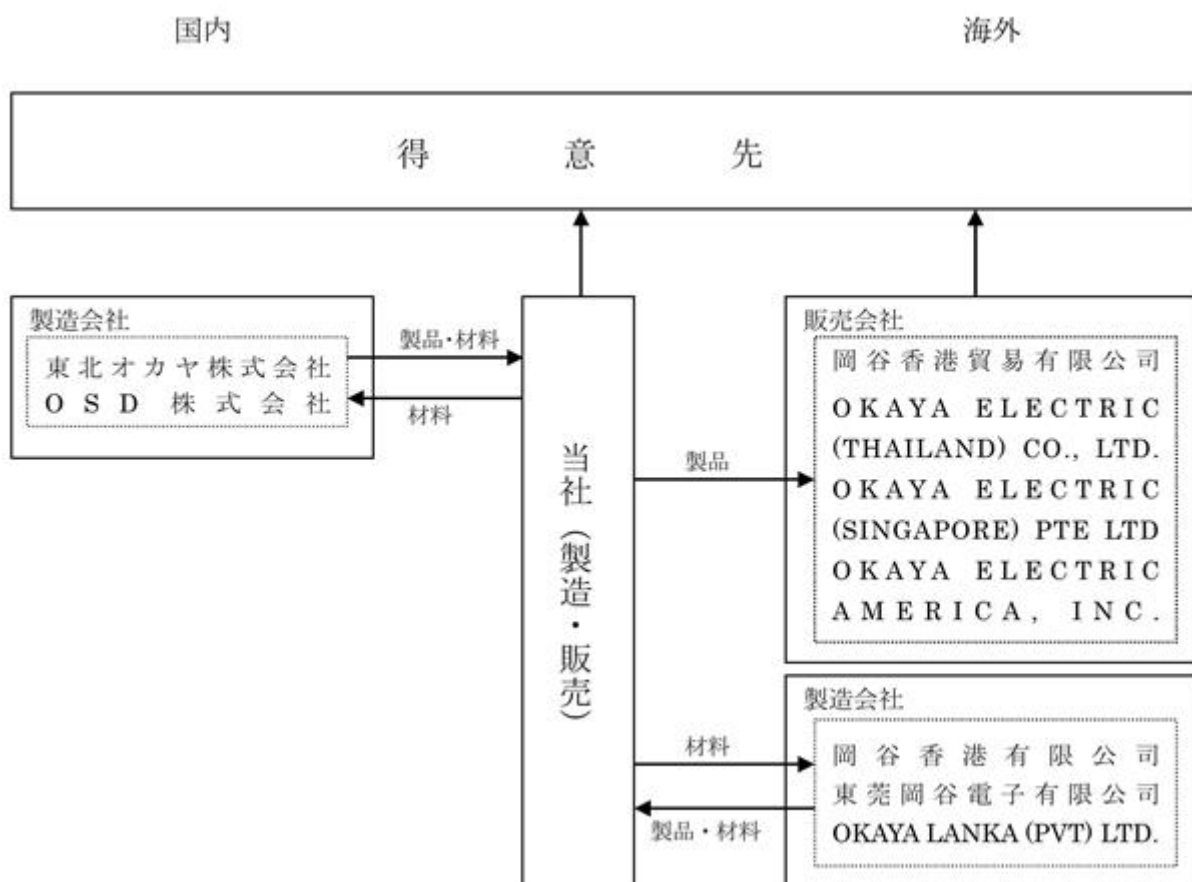 国内
海外
得意先
製造会社
東北オカヤ株式会社
OSD株式会社
製品・材料
材料
当社（製造・販売）
販売会社
岡谷香港貿易有限公司
OKAYA ELECTRIC
(THAILAND) CO., LTD.
OKAYA ELECTRIC
(SINGAPORE) PTE LTD
OKAYA ELECTRIC
AMERICA, INC.
製品
製造会社
岡谷香港有限公司
東莞岡谷電子有限公司
OKAYA LANKA (PVT) LTD.
材料
製品・材料